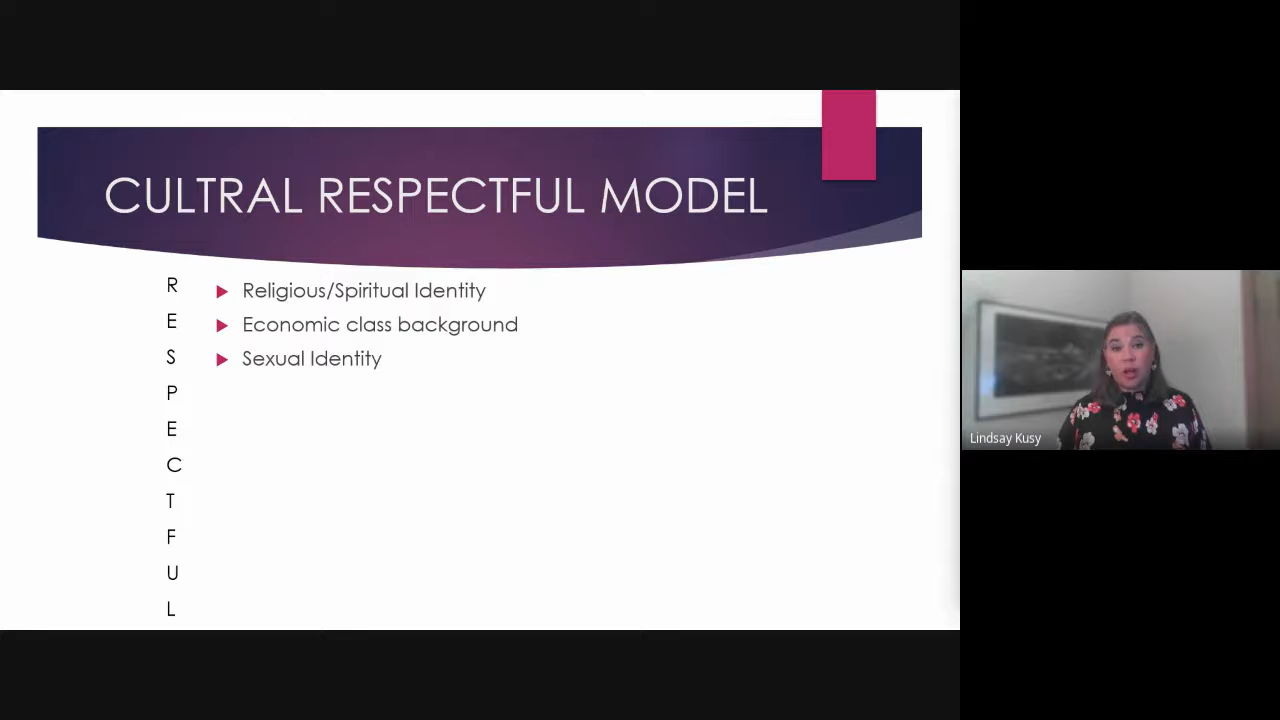 CULTRAL RESPECTFUL MODEL
R
E
S
P
E
C
T
F
U
L
Religious/Spiritual Identity
Economic class background
Sexual Identity
Lindsay Kusy